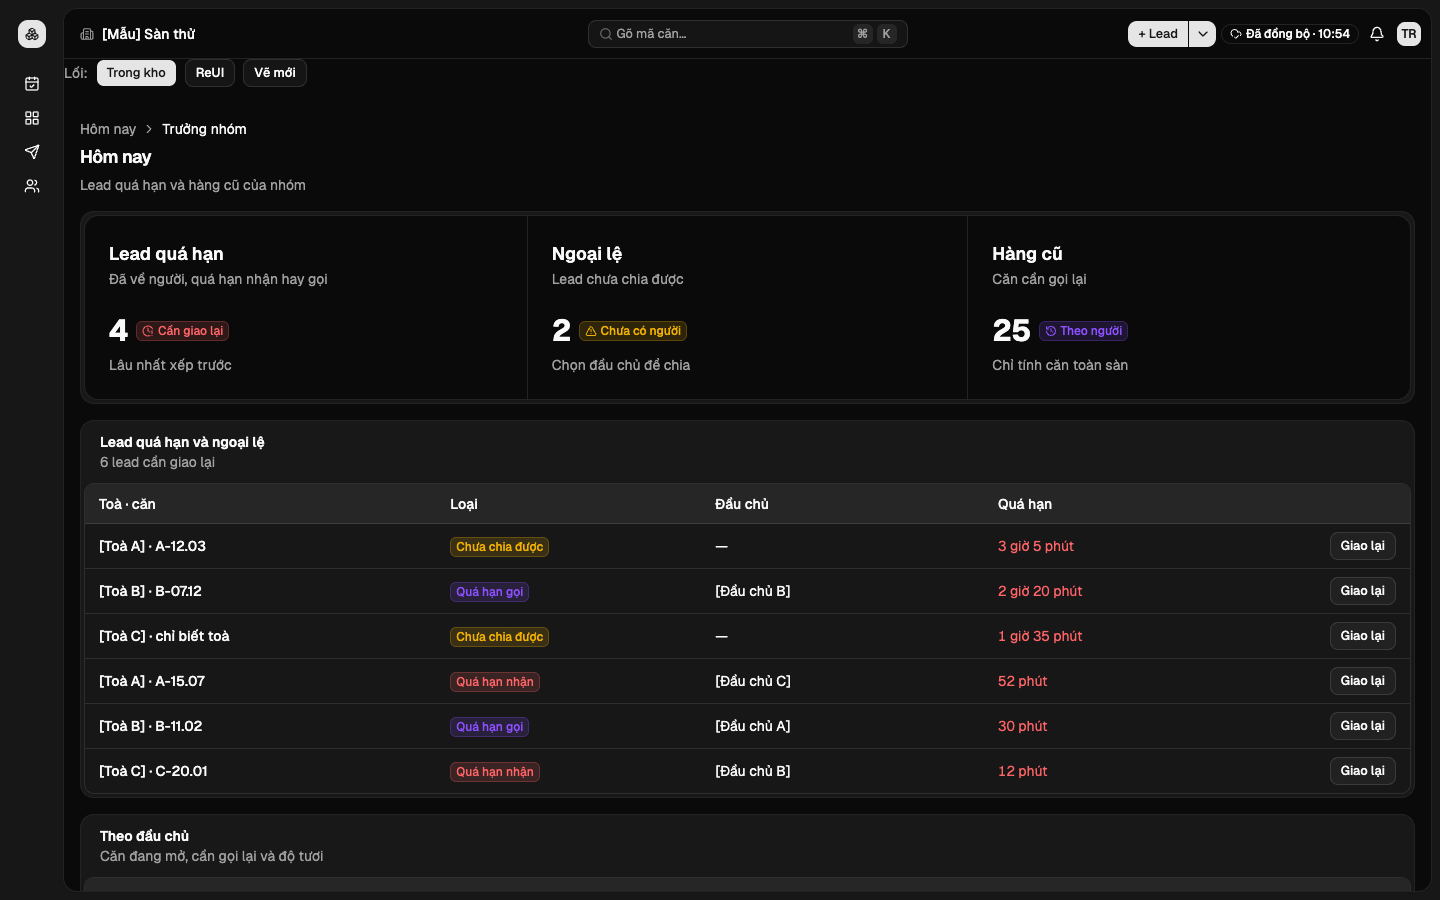 [Mẫu] Sàn thử
Gõ mã căn...
⌘ K
+ Lead
Đã đồng bộ · 10:54
TR
Lối:
Trong kho
ReUI
Vẽ mới
Hôm nay > Trưởng nhóm
Hôm nay
Lead quá hạn và hàng cũ của nhóm
Lead quá hạn
Đã về người, quá hạn nhận hay gọi
4 Cần giao lại
Lâu nhất xếp trước
Ngoại lệ
Lead chưa chia được
2 Chưa có người
Chọn đầu chủ để chia
Hàng cũ
Căn cần gọi lại
25 Theo người
Chỉ tính căn toàn sàn
Lead quá hạn và ngoại lệ
6 lead cần giao lại
Toà · căn Loại Đầu chủ Quá hạn
[Toà A] · A-12.03 Chưa chia được — 3 giờ 5 phút Giao lại
[Toà B] · B-07.12 Quá hạn gọi [Đầu chủ B] 2 giờ 20 phút Giao lại
[Toà C] · chỉ biết toà Chưa chia được — 1 giờ 35 phút Giao lại
[Toà A] · A-15.07 Quá hạn nhận [Đầu chủ C] 52 phút Giao lại
[Toà B] · B-11.02 Quá hạn gọi [Đầu chủ A] 30 phút Giao lại
[Toà C] · C-20.01 Quá hạn nhận [Đầu chủ B] 12 phút Giao lại
Theo đầu chủ
Căn đang mở, cần gọi lại và độ tươi